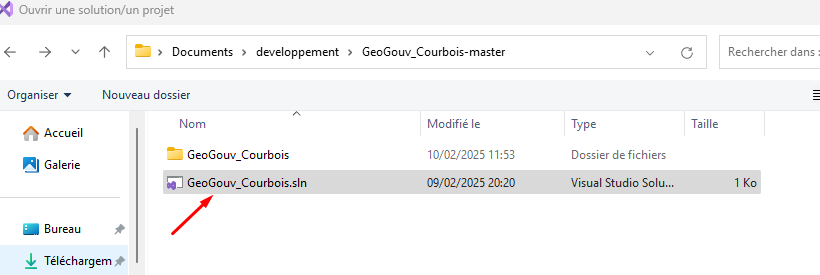 Ouvrir une solution/un projet
Documents > developpement > GeoGouv_Courbois-master
Rechercher dans :
Organiser Nouveau dossier
Nom Modifié le Type Taille
Accueil
Galerie
Bureau
Téléchargem
GeoGouv_Courbois 10/02/2025 11:53 Dossier de fichiers
GeoGouv_Courbois.sln 09/02/2025 20:20 Visual Studio Solu... 1 Ko